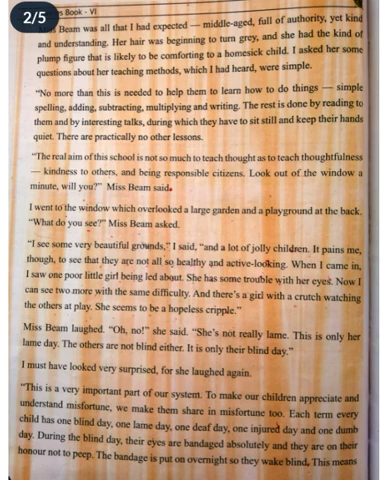 2/5
rs Book - VI
Miss Beam was all that I had expected — middle-aged, full of authority, yet kind
and understanding. Her hair was beginning to turn grey, and she had the kind of
plump figure that is likely to be comforting to a homesick child. I asked her some
questions about her teaching methods, which I had heard, were simple.
“No more than this is needed to help them to learn how to do things — simple
spelling, adding, subtracting, multiplying and writing. The rest is done by reading to
them and by interesting talks, during which they have to sit still and keep their hands
quiet. There are practically no other lessons.
“The real aim of this school is not so much to teach thought as to teach thoughtfulness
— kindness to others, and being responsible citizens. Look out of the window a
minute, will you?” Miss Beam said.
I went to the window which overlooked a large garden and a playground at the back.
“What do you see?” Miss Beam asked.
“I see some very beautiful grounds,” I said, “and a lot of jolly children. It pains me,
though, to see that they are not all so healthy and active-looking. When I came in,
I saw one poor little girl being led about. She has some trouble with her eyes. Now I
can see two more with the same difficulty. And there’s a girl with a crutch watching
the others at play. She seems to be a hopeless cripple.”
Miss Beam laughed. “Oh, no!” she said. “She’s not really lame. This is only her
lame day. The others are not blind either. It is only their blind day.”
I must have looked very surprised, for she laughed again.
“This is a very important part of our system. To make our children appreciate and
understand misfortune, we make them share in misfortune too. Each term every
child has one blind day, one lame day, one deaf day, one injured day and one dumb
day. During the blind day, their eyes are bandaged absolutely and they are on their
honour not to peep. The bandage is put on overnight so they wake blind. This means